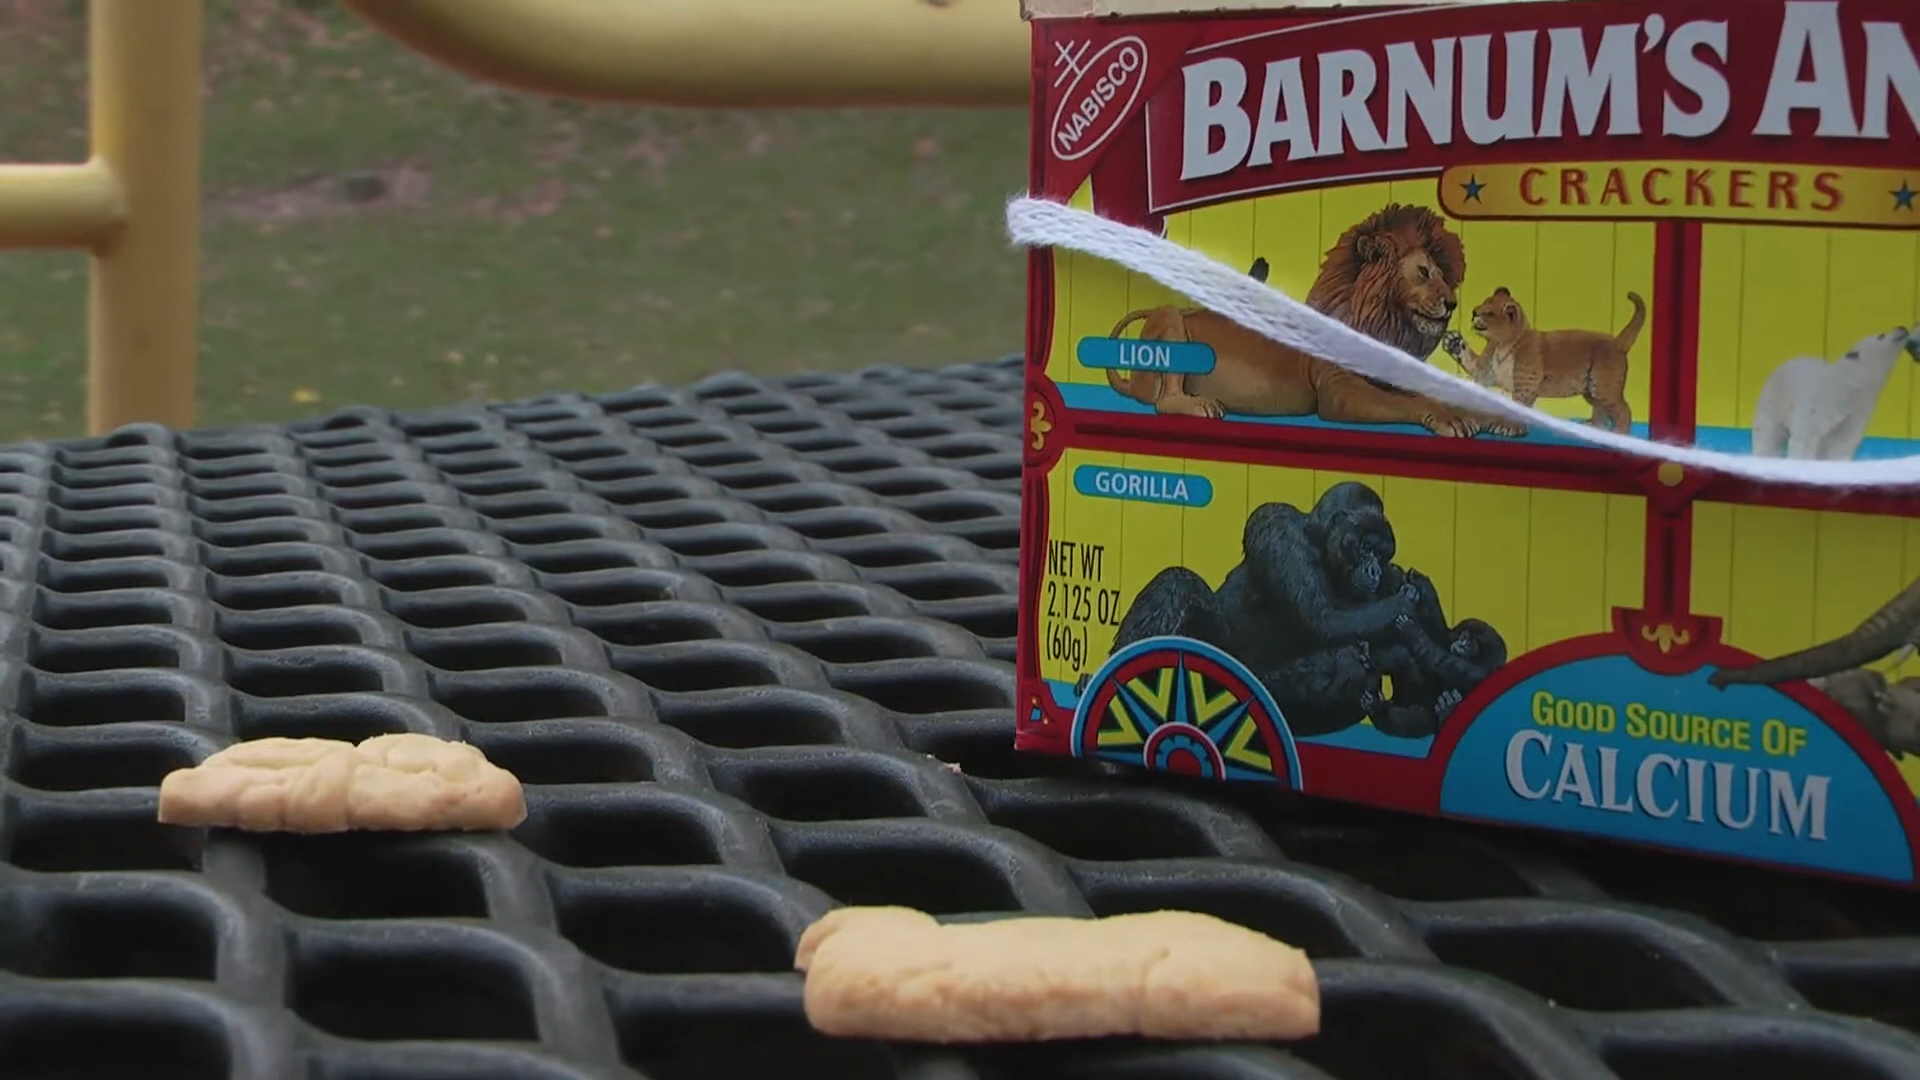 NABISCO
BARNUM'S AN
CRACKERS
LION
GORILLA
NET WT
2.125 OZ
(60g)
GOOD SOURCE OF
CALCIUM